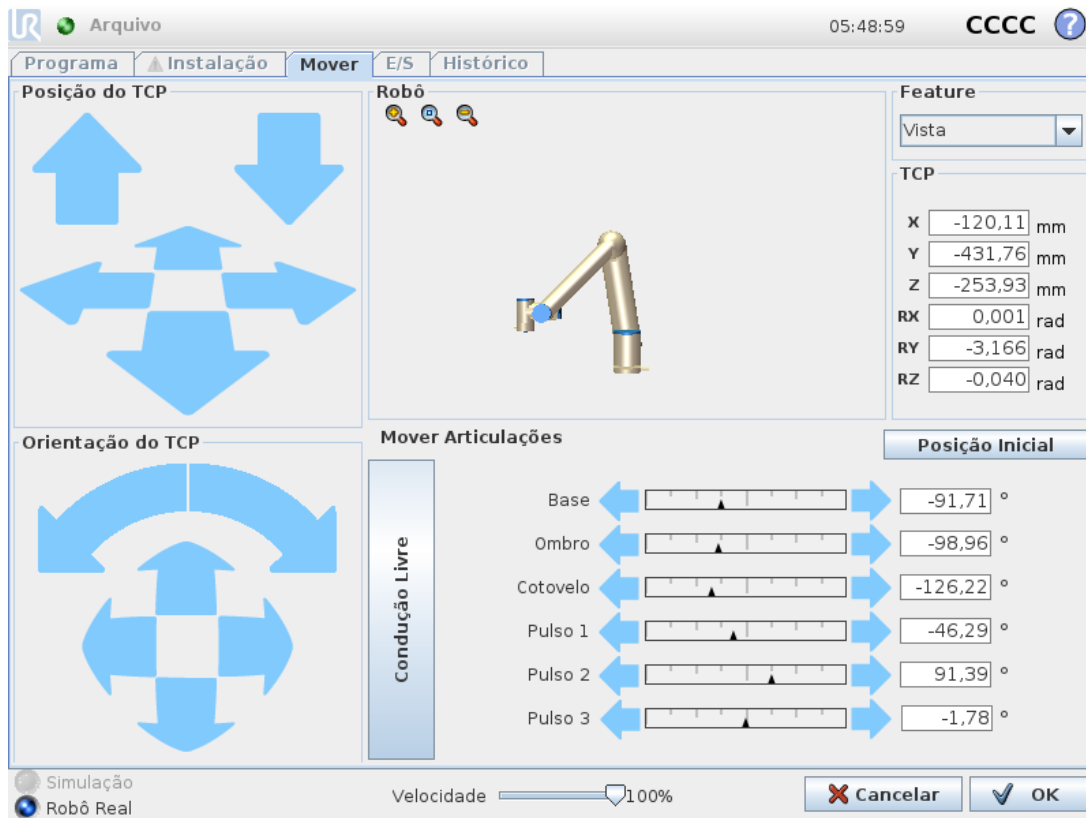 UR Arquivo 05:48:59 CCCC ?
Programa Instalação Mover E/S Histórico
Posição do TCP
Robô
Feature
Vista
TCP
X -120,11 mm
Y -431,76 mm
Z -253,93 mm
RX 0,001 rad
RY -3,166 rad
RZ -0,040 rad
Orientação do TCP
Mover Articulações
Posição Inicial
Condução Livre
Base -91,71 °
Ombro -98,96 °
Cotovelo -126,22 °
Pulso 1 -46,29 °
Pulso 2 91,39 °
Pulso 3 -1,78 °
Simulação
Robô Real
Velocidade 100%
Cancelar
OK